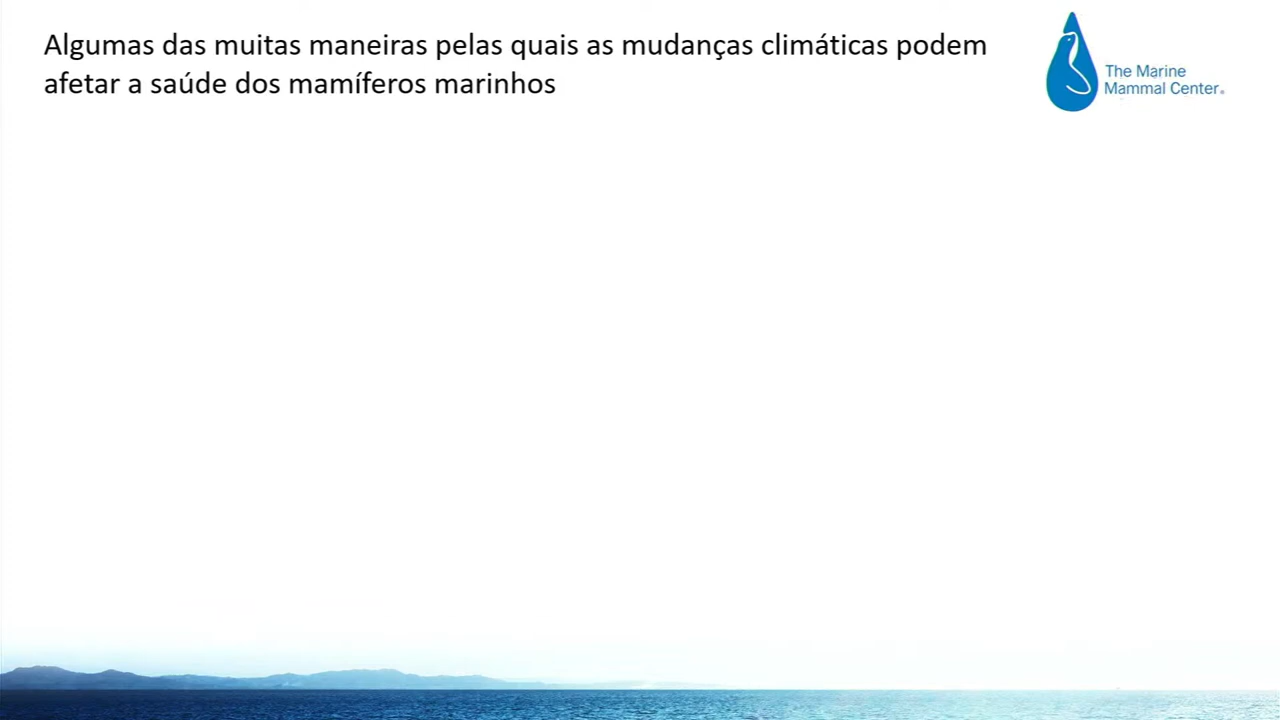 Algumas das muitas maneiras pelas quais as mudanças climáticas podem
afetar a saúde dos mamíferos marinhos
The Marine
Mammal Center®